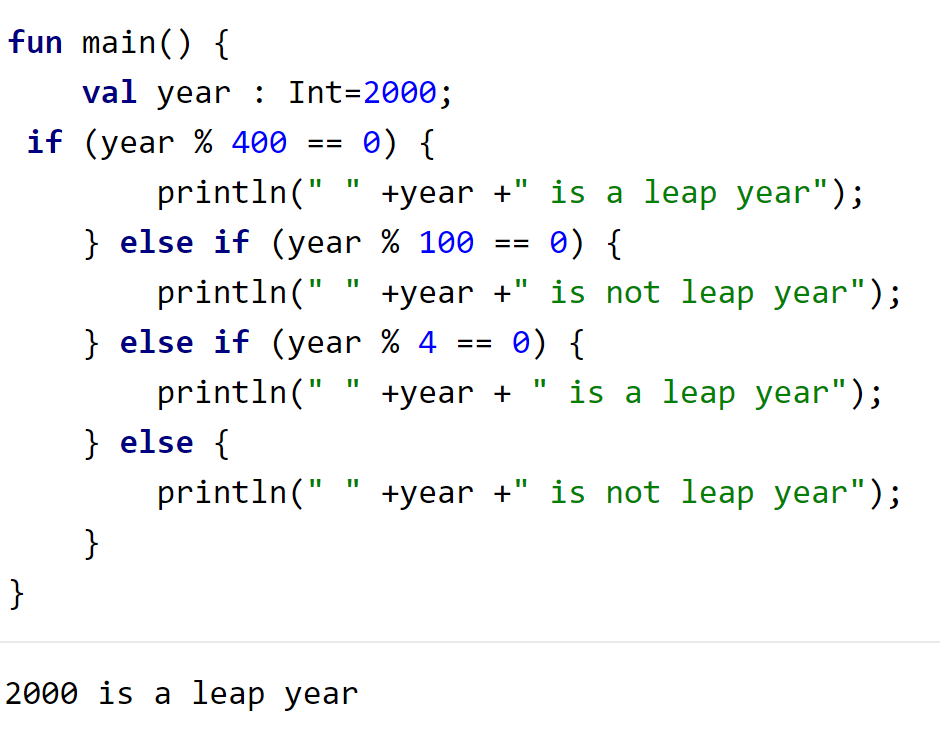 fun main() {
    val year : Int=2000;
 if (year % 400 == 0) {
        println(" " +year +" is a leap year");
    } else if (year % 100 == 0) {
        println(" " +year +" is not leap year");
    } else if (year % 4 == 0) {
        println(" " +year + " is a leap year");
    } else {
        println(" " +year +" is not leap year");
    }
}
2000 is a leap year